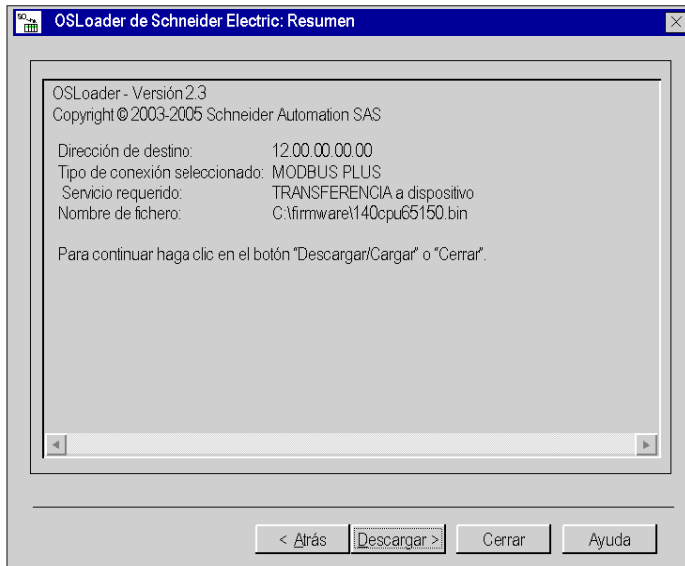 OSLoader de Schneider Electric: Resumen
OSLoader - Versión 2.3
Copyright © 2003-2005 Schneider Automation SAS
Dirección de destino: 12.00.00.00.00
Tipo de conexión seleccionado: MODBUS PLUS
Servicio requerido: TRANSFERENCIA a dispositivo
Nombre de fichero: C:\firmware\140cpu65150.bin
Para continuar haga clic en el botón "Descargar/Cargar" o "Cerrar".
< Atrás Descargar > Cerrar Ayuda